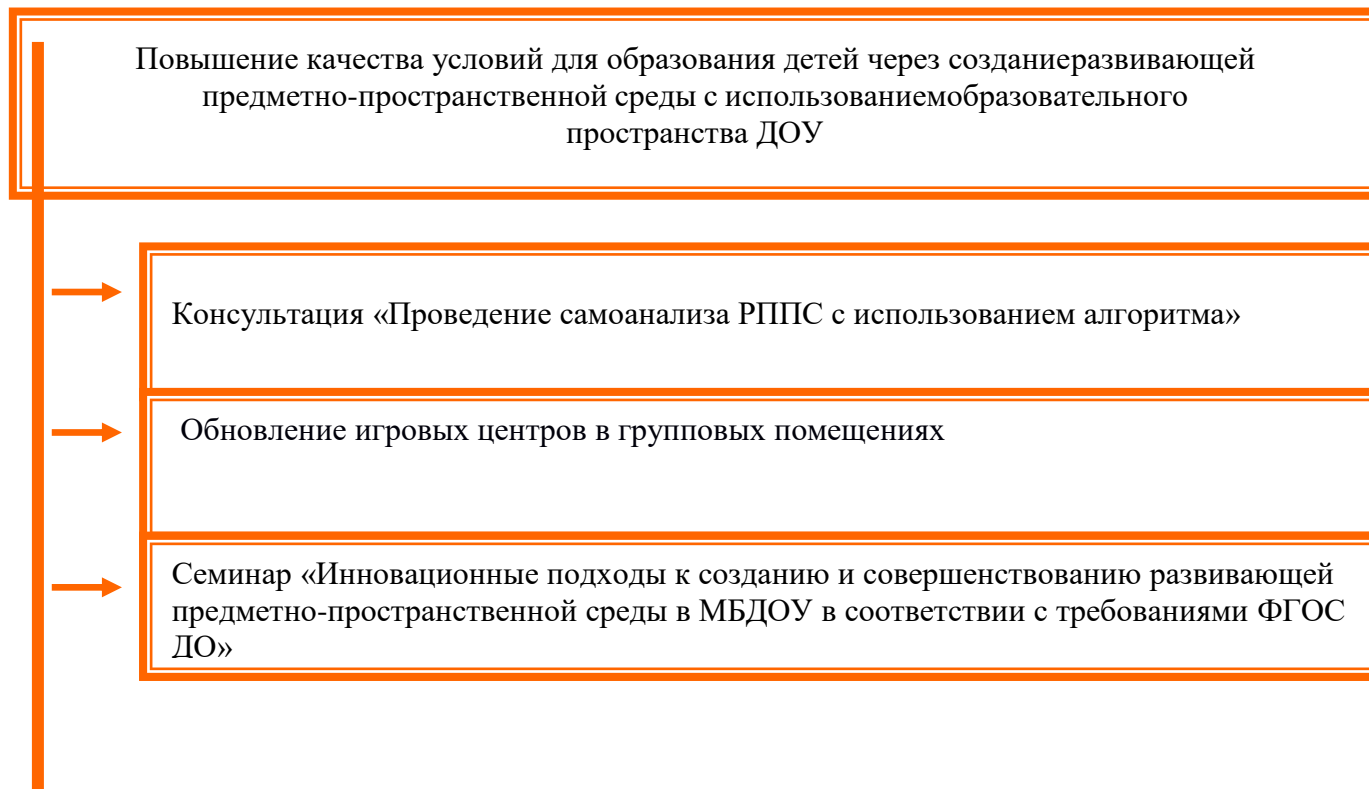 Повышение качества условий для образования детей через созданиеразвивающей
предметно-пространственной среды с использованиемобразовательного
пространства ДОУ
Консультация «Проведение самоанализа РППС с использованием алгоритма»
Обновление игровых центров в групповых помещениях
Семинар «Инновационные подходы к созданию и совершенствованию развивающей
предметно-пространственной среды в МБДОУ в соответствии с требованиями ФГОС
ДО»